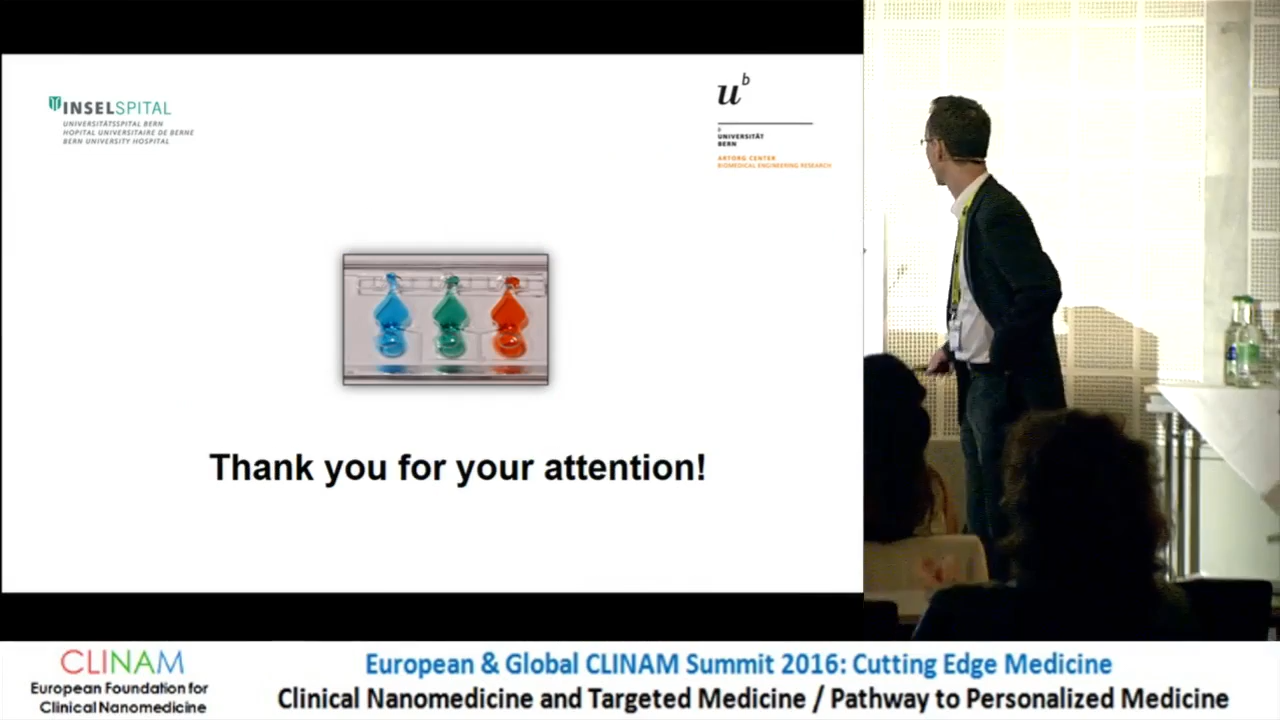 INSELSPITAL
UNIVERSITÄTSSPITAL BERN
HOPITAL UNIVERSITAIRE DE BERNE
BERN UNIVERSITY HOSPITAL
u^b
b
UNIVERSITÄT
BERN
ARTORG CENTER
BIOMEDICAL ENGINEERING RESEARCH
Thank you for your attention!
CLINAM
European Foundation for
Clinical Nanomedicine
European & Global CLINAM Summit 2016: Cutting Edge Medicine
Clinical Nanomedicine and Targeted Medicine / Pathway to Personalized Medicine